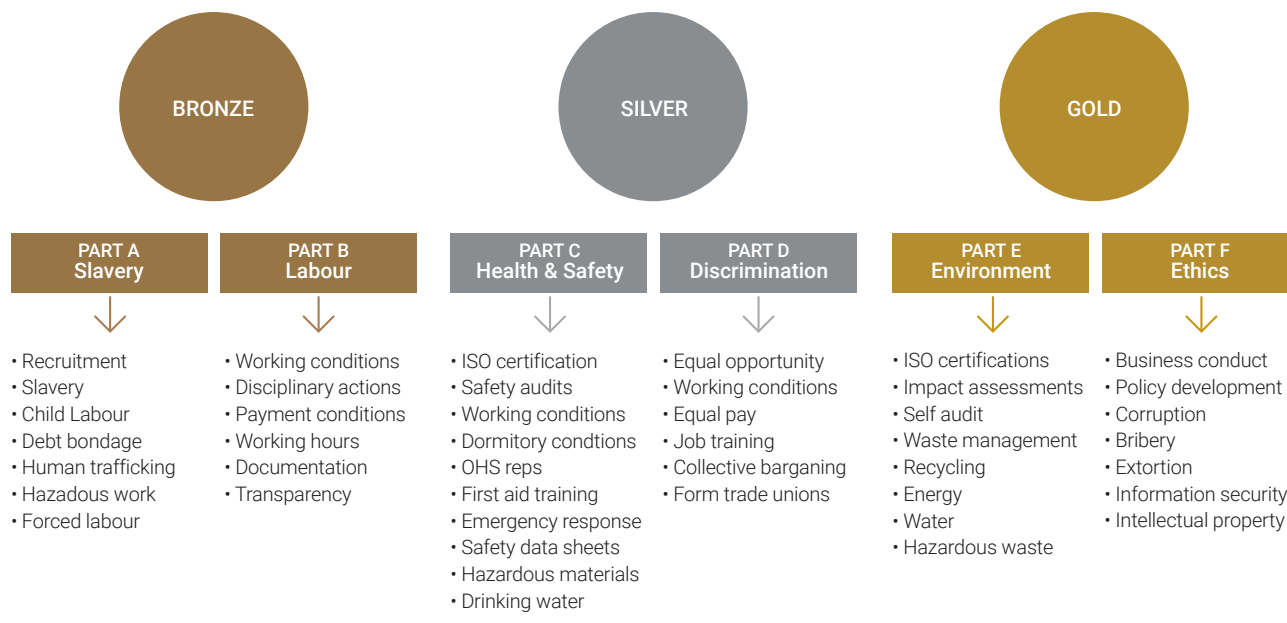 BRONZE
SILVER
GOLD
PART A
Slavery
PART B
Labour
PART C
Health & Safety
PART D
Discrimination
PART E
Environment
PART F
Ethics
• Recruitment
• Slavery
• Child Labour
• Debt bondage
• Human trafficking
• Hazadous work
• Forced labour
• Working conditions
• Disciplinary actions
• Payment conditions
• Working hours
• Documentation
• Transparency
• ISO certification
• Safety audits
• Working conditions
• Dormitory condtions
• OHS reps
• First aid training
• Emergency response
• Safety data sheets
• Hazardous materials
• Drinking water
• Equal opportunity
• Working conditions
• Equal pay
• Job training
• Collective barganing
• Form trade unions
• ISO certifications
• Impact assessments
• Self audit
• Waste management
• Recycling
• Energy
• Water
• Hazardous waste
• Business conduct
• Policy development
• Corruption
• Bribery
• Extortion
• Information security
• Intellectual property